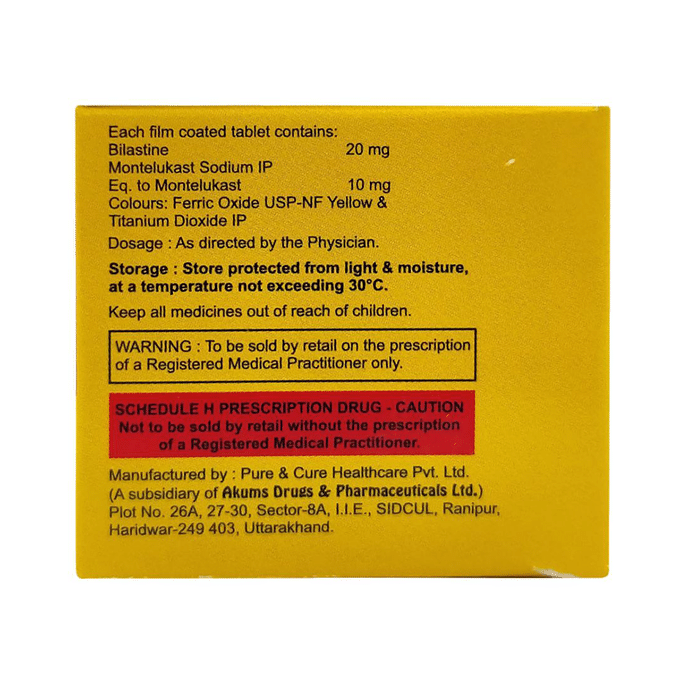 Each film coated tablet contains:
Bilastine 20 mg
Montelukast Sodium IP
Eq. to Montelukast 10 mg
Colours: Ferric Oxide USP-NF Yellow &
Titanium Dioxide IP
Dosage : As directed by the Physician.
Storage : Store protected from light & moisture,
at a temperature not exceeding 30°C.
Keep all medicines out of reach of children.
WARNING : To be sold by retail on the prescription
of a Registered Medical Practitioner only.
SCHEDULE H PRESCRIPTION DRUG - CAUTION
Not to be sold by retail without the prescription
of a Registered Medical Practitioner.
Manufactured by : Pure & Cure Healthcare Pvt. Ltd.
(A subsidiary of Akums Drugs & Pharmaceuticals Ltd.)
Plot No. 26A, 27-30, Sector-8A, I.I.E., SIDCUL, Ranipur,
Haridwar-249 403, Uttarakhand.